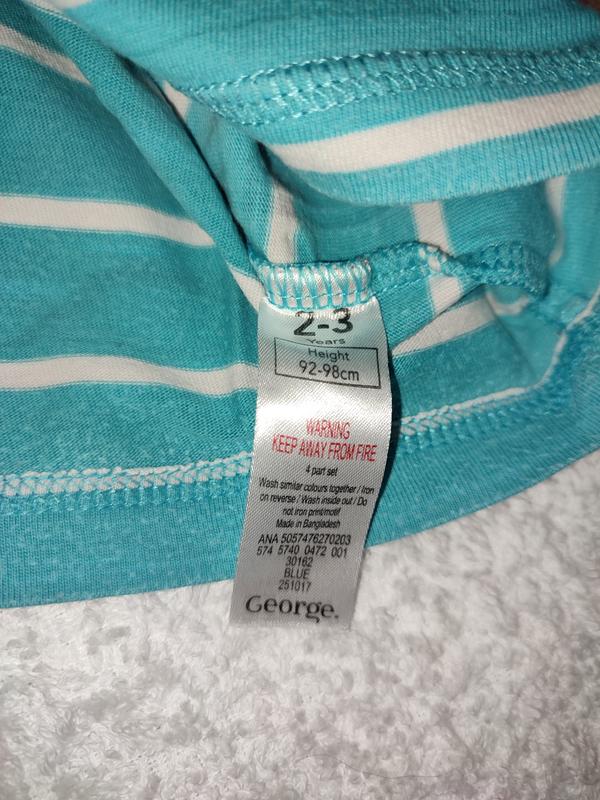 2-3
Years
Height
92-98cm
WARNING
KEEP AWAY FROM FIRE
4 part set
Wash similar colours together / Iron
on reverse / Wash inside out / Do
not iron print/motif
Made in Bangladesh
ANA 5057476270203
574 5740 0472 001
30162
BLUE
251017
George.